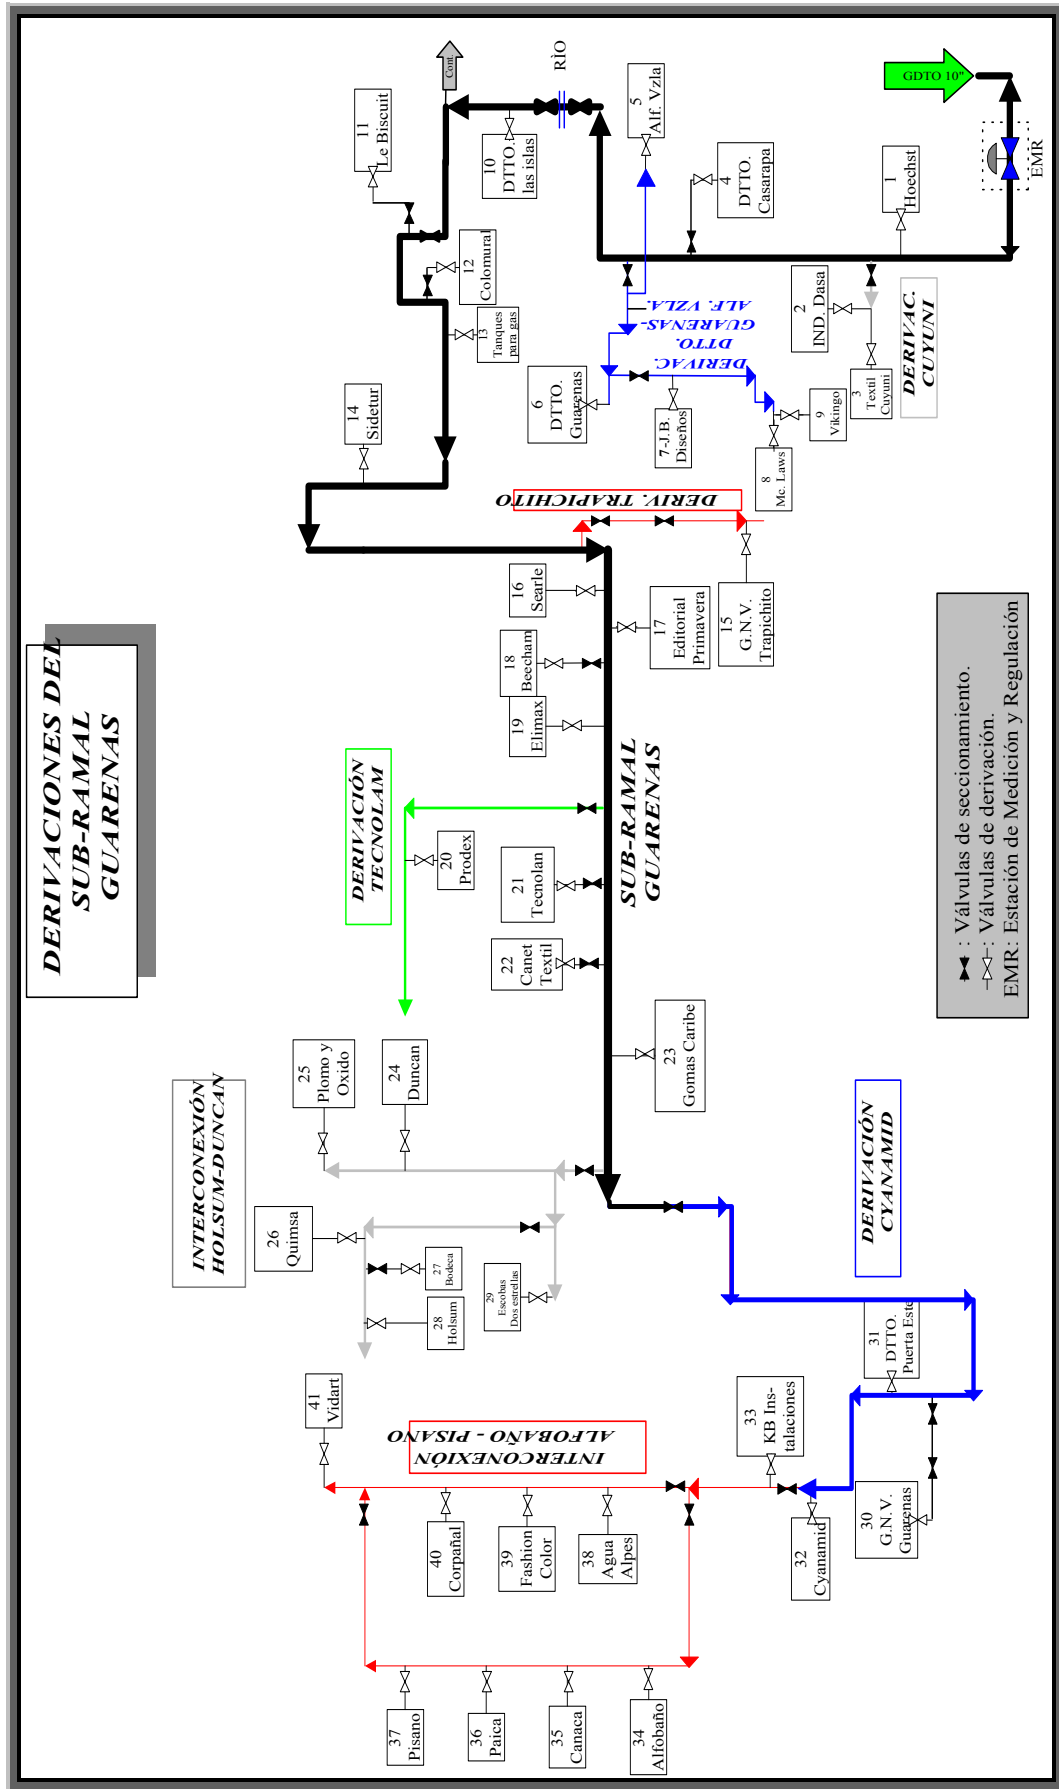 DERIVACIONES DEL
SUB-RAMAL
GUARENAS
GDTO 10"
EMR
1
Hoechst
DERIVAC.
CUYUNI
2
IND. Dasa
3
Textil
Cuyuni
4
DTTO.
Casarapa
5
Alf. Vzla
DERIVAC.
DTTO.
GUARENAS-
ALF. VZLA.
6
DTTO.
Guarenas
7-J.B.
Diseños
8
Mc. Laws
9
Vikingo
RÌO
10
DTTO.
las islas
Cont.
11
Le Biscuit
12
Colomural
13
Tanques
para gas
14
Sidetur
DERIV. TRAPICHITO
15
G.N.V.
Trapichito
16
Searle
17
Editorial
Primavera
18
Beecham
19
Elimax
SUB-RAMAL
GUARENAS
DERIVACIÓN
TECNOLAM
20
Prodex
21
Tecnolan
22
Canet
Textil
23
Gomas Caribe
INTERCONEXIÓN
HOLSUM-DUNCAN
24
Duncan
25
Plomo y
Oxido
26
Quimsa
27
Bodeca
28
Holsum
29
Escobas
Dos estrellas
DERIVACIÓN
CYANAMID
30
G.N.V.
Guarenas
31
DTTO.
Puerta Este
32
Cyanamid
33
KB Ins-
talaciones
INTERCONEXIÓN
ALFOBAÑO - PISANO
34
Alfobaño
35
Canaca
36
Paica
37
Pisano
38
Agua
Alpes
39
Fashion
Color
40
Corpañal
41
Vidart
: Válvulas de seccionamiento.
: Válvulas de derivación.
EMR: Estación de Medición y Regulación